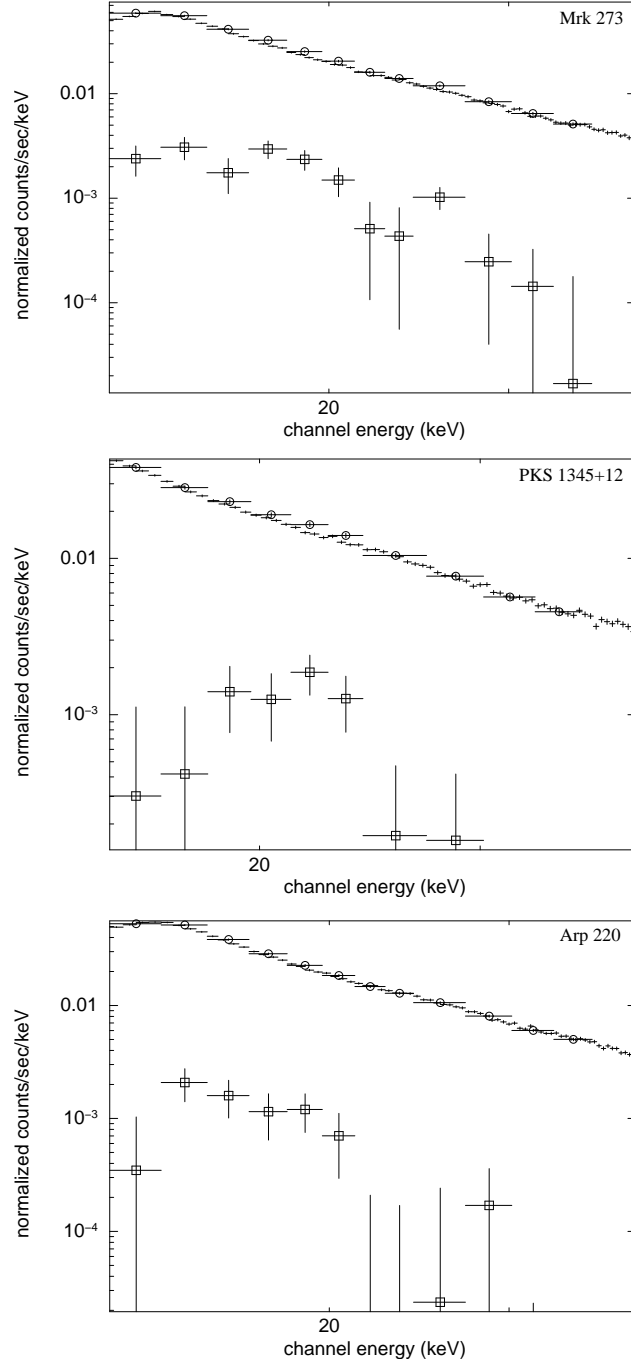 Mrk 273
normalized counts/sec/keV
0.01
10⁻³
10⁻⁴
20
channel energy (keV)
PKS 1345+12
normalized counts/sec/keV
0.01
10⁻³
20
channel energy (keV)
Arp 220
normalized counts/sec/keV
0.01
10⁻³
10⁻⁴
20
channel energy (keV)